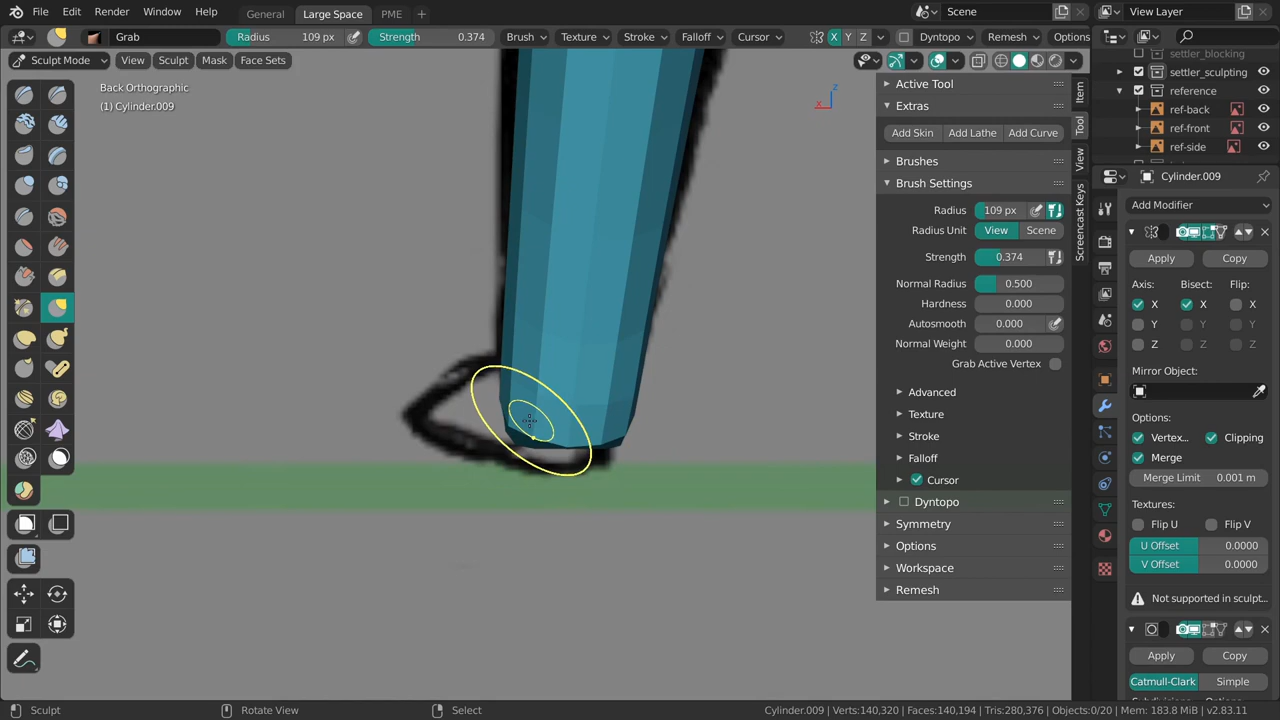 File Edit Render Window Help General Large Space PME + Scene View Layer
Grab Radius 109 px Strength 0.374 Brush Texture Stroke Falloff Cursor X Y Z Dyntopo Remesh Options
Sculpt Mode View Sculpt Mask Face Sets
Back Orthographic
(1) Cylinder.009
z
x
Active Tool
Extras
Add Skin Add Lathe Add Curve
Brushes
Brush Settings
Radius 109 px
Radius Unit View Scene
Strength 0.374
Normal Radius 0.500
Hardness 0.000
Autosmooth 0.000
Normal Weight 0.000
Grab Active Vertex
Advanced
Texture
Stroke
Falloff
Cursor
Dyntopo
Symmetry
Options
Workspace
Remesh
Item
Tool
View
Screencast Keys
settler_blocking
settler_sculpting
reference
ref-back
ref-front
ref-side
Cylinder.009
Add Modifier
Apply Copy
Axis: Bisect: Flip:
X X X
Y Y Y
Z Z Z
Mirror Object:
Options:
Vertex... Clipping
Merge
Merge Limit 0.001 m
Textures:
Flip U Flip V
U Offset 0.0000
V Offset 0.0000
Not supported in sculpt...
Apply Copy
Catmull-Clark Simple
Sculpt Rotate View Select Cylinder.009 | Verts:140,320 | Faces:140,194 | Tris:280,376 | Objects:0/20 | Mem: 183.8 MiB | v2.83.11